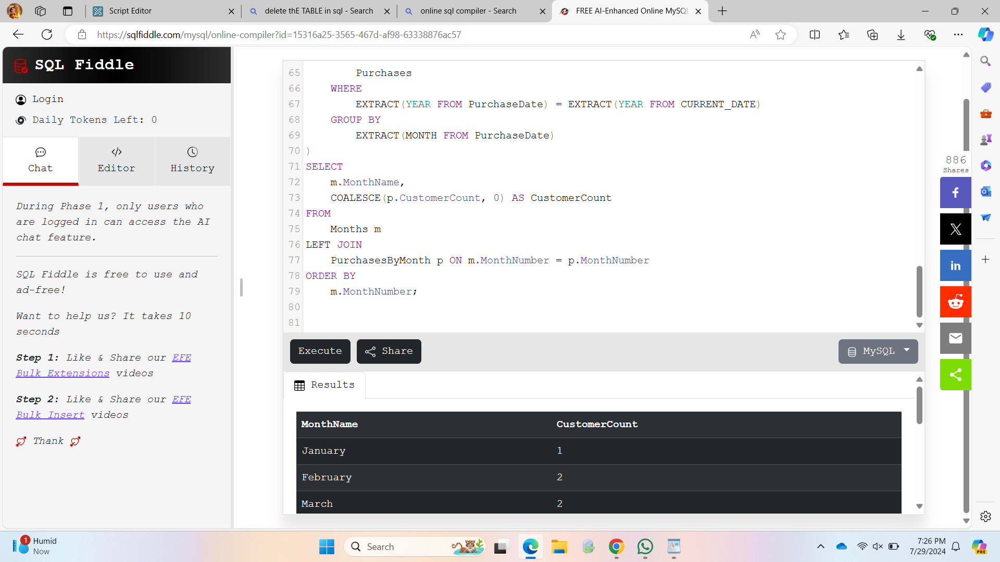 Script Editor
delete thE TABLE in sql - Search
online sql compiler - Search
FREE AI-Enhanced Online MySQL
https://sqlfiddle.com/mysql/online-compiler?id=15316a25-3565-467d-af98-63338876ac57
SQL Fiddle
Login
Daily Tokens Left: 0
Chat
Editor
History
During Phase 1, only users who
are logged in can access the AI
chat feature.
SQL Fiddle is free to use and
ad-free!
Want to help us? It takes 10
seconds
Step 1: Like & Share our EFE
Bulk Extensions videos
Step 2: Like & Share our EFE
Bulk Insert videos
Thank
65 Purchases
66 WHERE
67 EXTRACT(YEAR FROM PurchaseDate) = EXTRACT(YEAR FROM CURRENT_DATE)
68 GROUP BY
69 EXTRACT(MONTH FROM PurchaseDate)
70 )
71 SELECT
72 m.MonthName,
73 COALESCE(p.CustomerCount, 0) AS CustomerCount
74 FROM
75 Months m
76 LEFT JOIN
77 PurchasesByMonth p ON m.MonthNumber = p.MonthNumber
78 ORDER BY
79 m.MonthNumber;
80
81
Execute
Share
MySQL
Results
MonthName CustomerCount
January 1
February 2
March 2
886
Shares
f
X
in
1
Humid
Now
Search
7:26 PM
7/29/2024
PRE